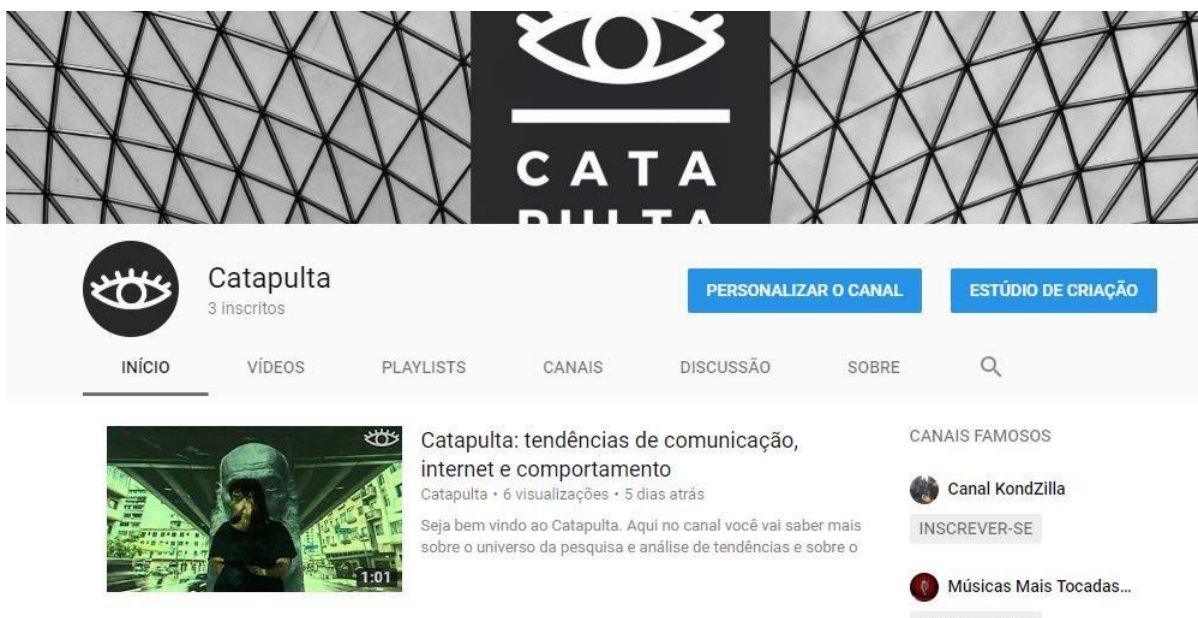 CATA
PULTA
Catapulta
3 inscritos
PERSONALIZAR O CANAL
ESTÚDIO DE CRIAÇÃO
INÍCIO
VÍDEOS
PLAYLISTS
CANAIS
DISCUSSÃO
SOBRE
1:01
Catapulta: tendências de comunicação,
internet e comportamento
Catapulta • 6 visualizações • 5 dias atrás
Seja bem vindo ao Catapulta. Aqui no canal você vai saber mais
sobre o universo da pesquisa e análise de tendências e sobre o
CANAIS FAMOSOS
Canal KondZilla
INSCREVER-SE
Músicas Mais Tocadas...